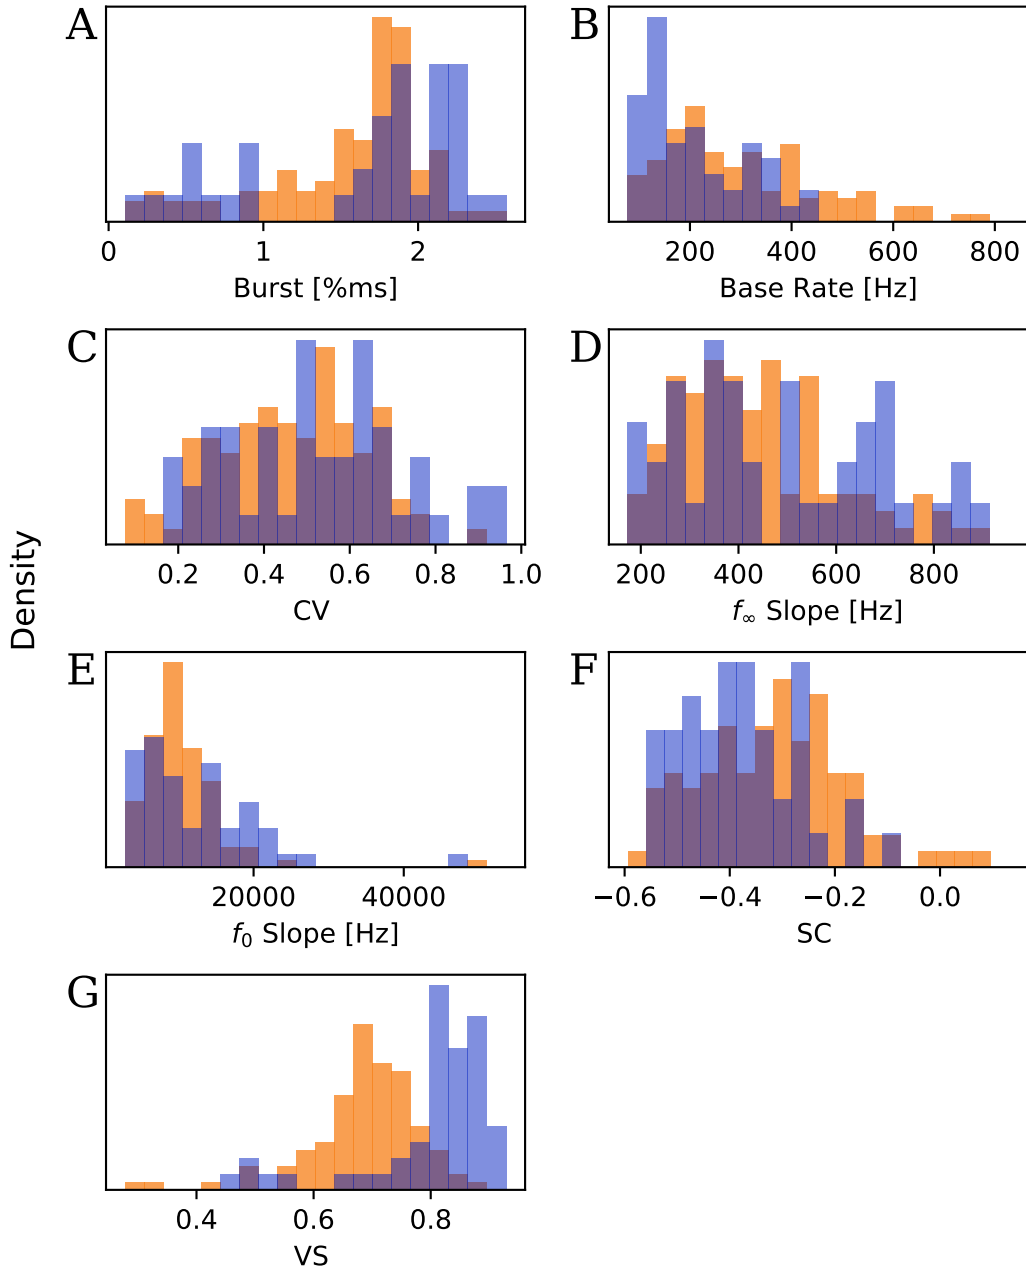 A
0 1 2
Burst [%ms]
B
200 400 600 800
Base Rate [Hz]
C
0.2 0.4 0.6 0.8 1.0
CV
D
200 400 600 800
f∞ Slope [Hz]
Density
E
20000 40000
f0 Slope [Hz]
F
−0.6 −0.4 −0.2 0.0
SC
G
0.4 0.6 0.8
VS